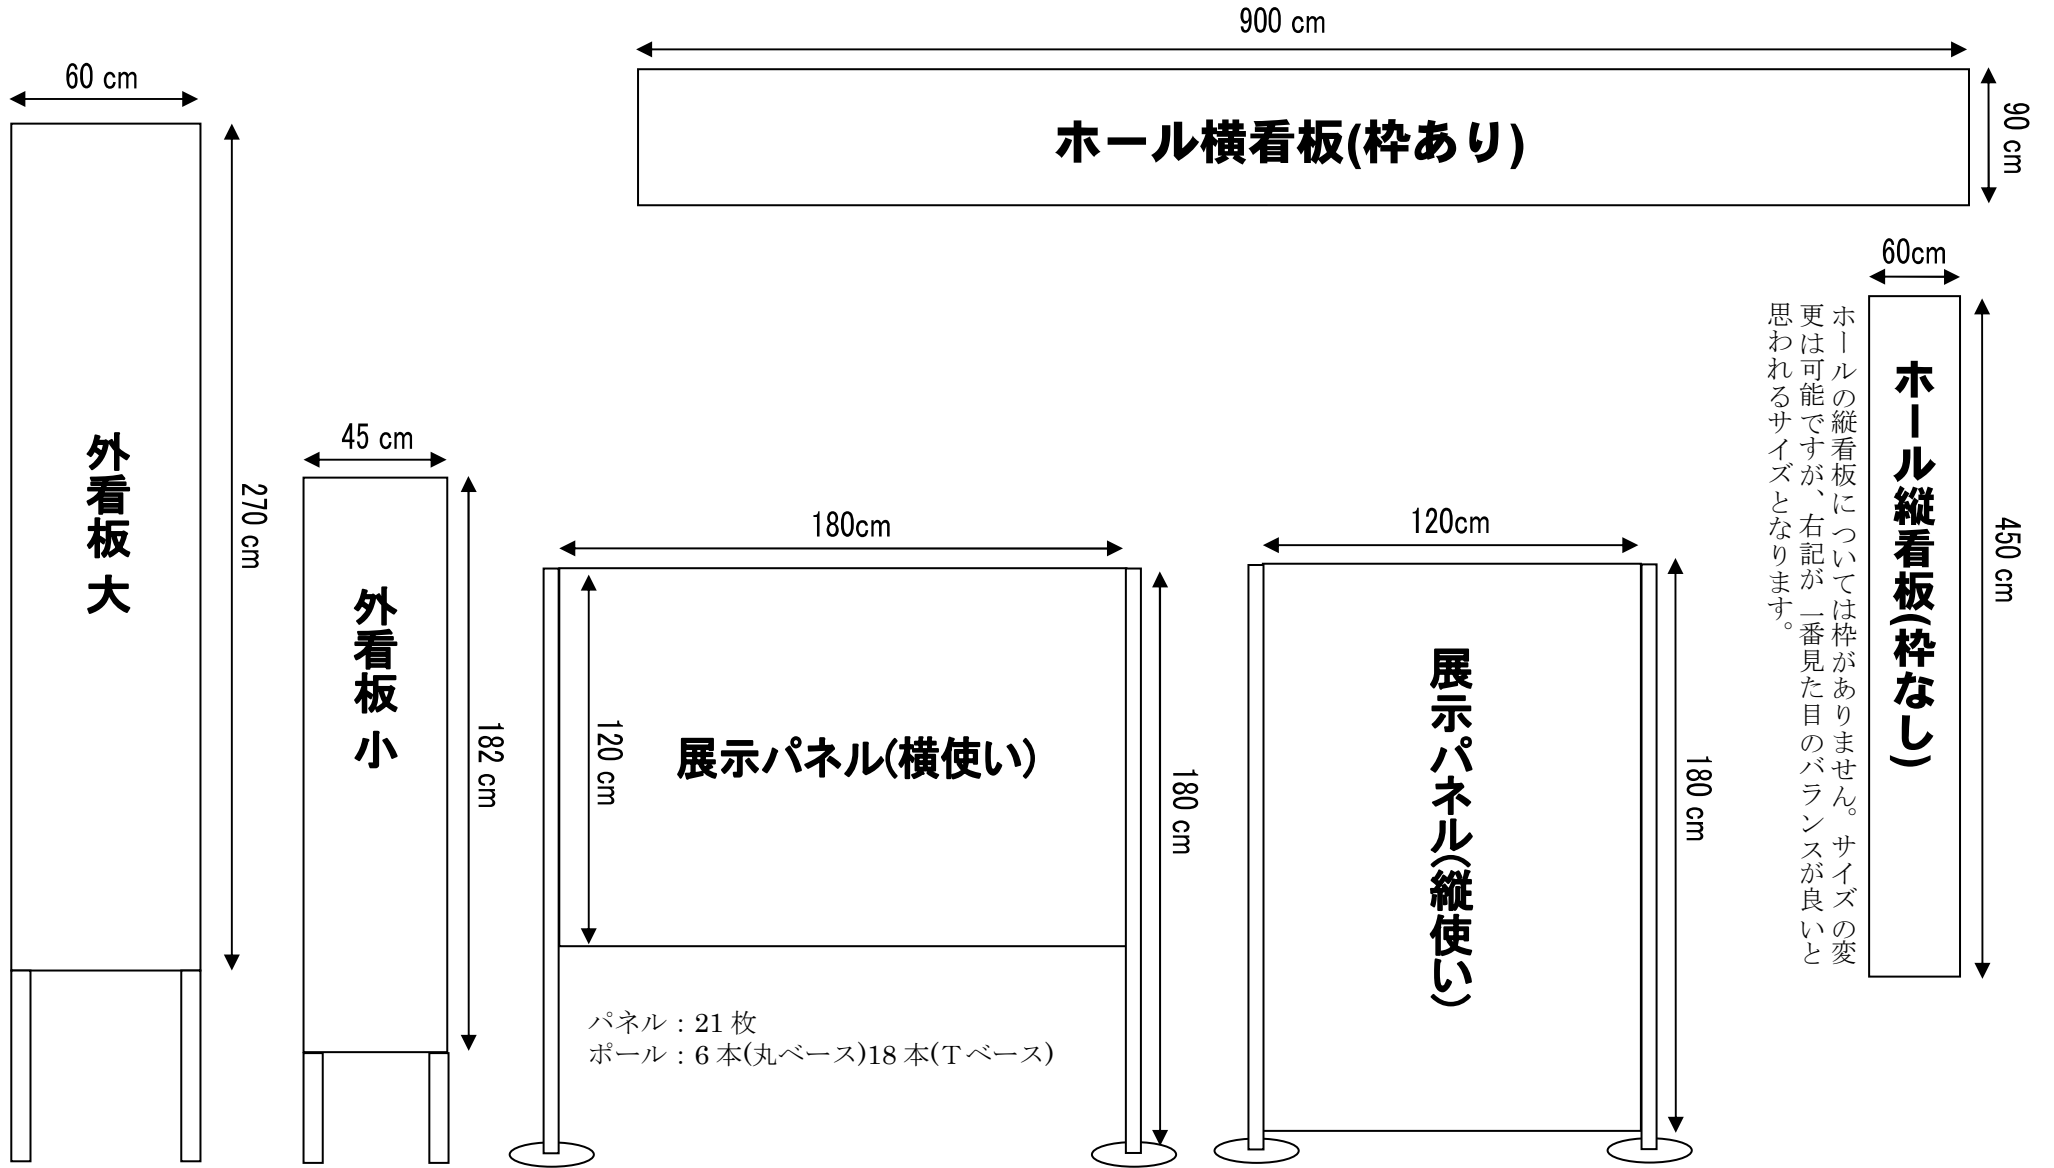 900 cm
60 cm
ホール横看板(枠あり)
90 cm
60cm
270 cm
外看板 大
45 cm
182 cm
外看板 小
180cm
120 cm
展示パネル(横使い)
180 cm
パネル：21 枚
ポール：6 本(丸ベース)18 本(Tベース)
120cm
展示パネル(縦使い)
180 cm
ホール縦看板(枠なし)
450 cm
ホールの縦看板については枠がありません。サイズの変
更は可能ですが、右記が一番見た目のバランスが良いと
思われるサイズとなります。